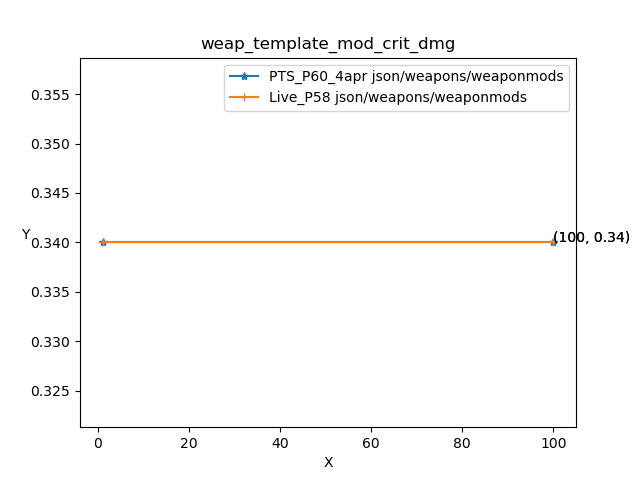 weap_template_mod_crit_dmg
PTS_P60_4apr json/weapons/weaponmods
Live_P58 json/weapons/weaponmods
0.355
0.350
0.345
Y
0.340
(100, 0.34)
0.335
0.330
0.325
0
20
40
60
80
100
X